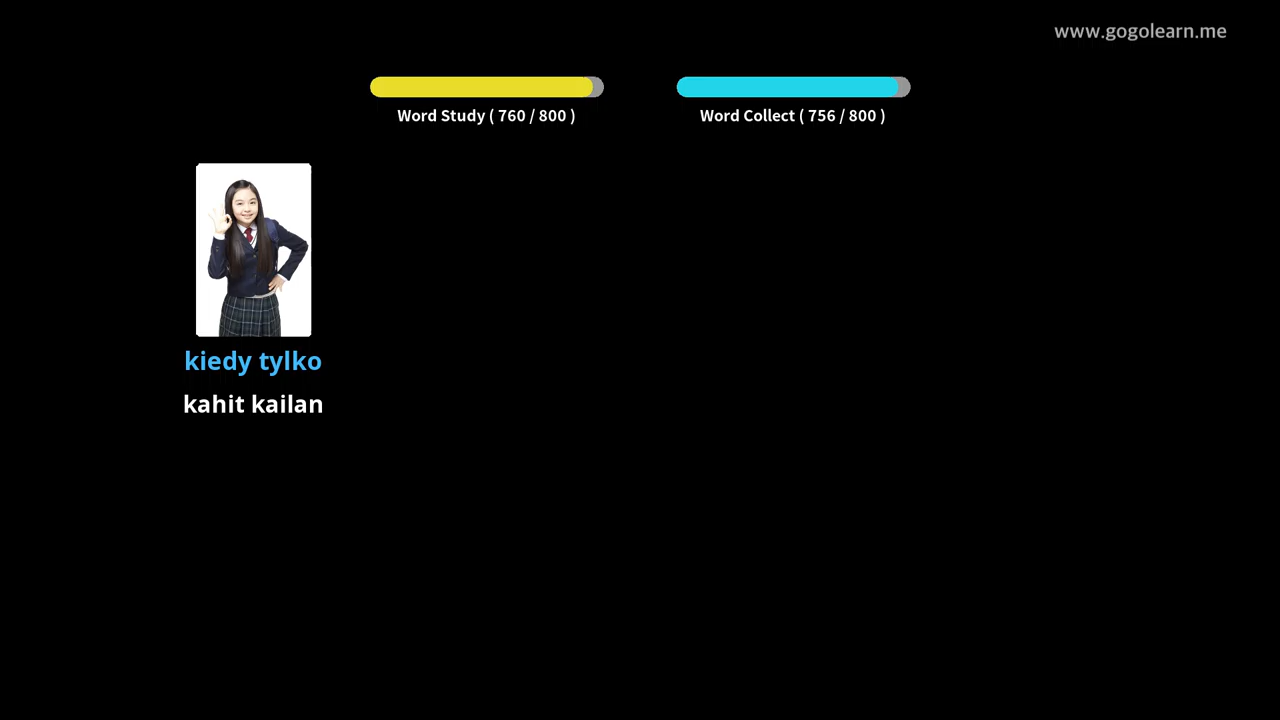 www.gogolearn.me
Word Study ( 760 / 800 )
Word Collect ( 756 / 800 )
kiedy tylko
kahit kailan